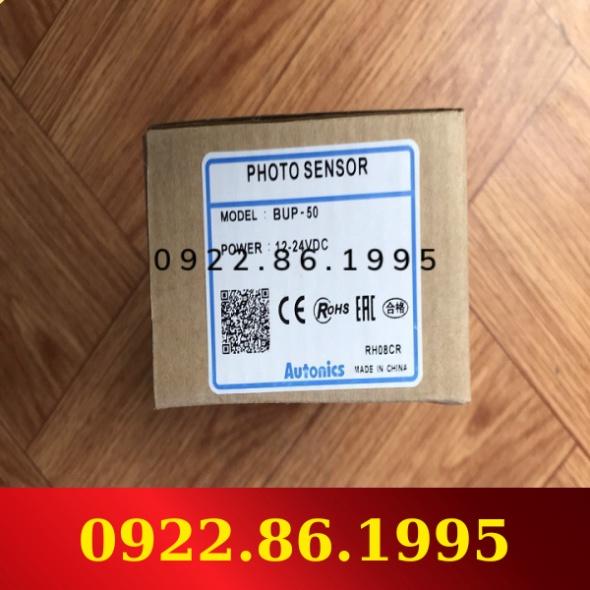 PHOTO SENSOR
MODEL : BUP-50
POWER : 12-24VDC
0922.86.1995
CE RoHS EAC 合格
RH08CR
Autonics MADE IN CHINA
0922.86.1995